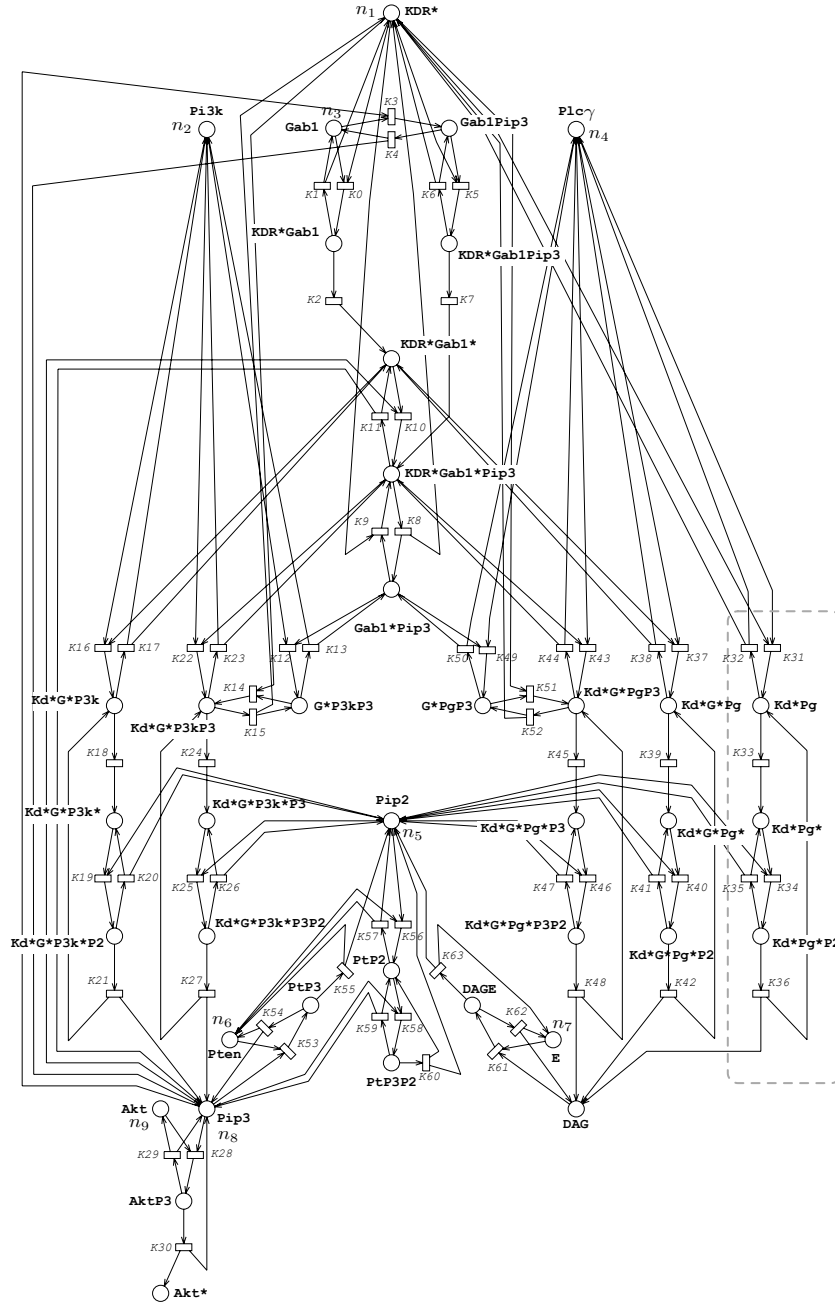 n1 KDR*
K3
Pi3k n3 Gab1Pip3 Plcγ
n2 Gab1 n4
K4
K1 K0 K6 K5
KDR*Gab1
KDR*Gab1Pip3
K2 K7
KDR*Gab1*
K11 K10
KDR*Gab1*Pip3
K9 K8
Gab1*Pip3
K16 K17 K22 K23 K12 K13 K50 K49 K44 K43 K38 K37 K32 K31
K14 K51
Kd*G*P3k G*P3kP3 G*PgP3 Kd*G*PgP3 Kd*G*Pg Kd*Pg
Kd*G*P3kP3
K15 K52
K18 K24 K45 K39 K33
Pip2
Kd*G*P3k* Kd*G*P3k*P3 n5 Kd*G*Pg*P3 Kd*G*Pg* Kd*Pg*
K19 K20 K25 K26 K47 K46 K41 K40 K35 K34
Kd*G*P3k*P2 Kd*G*P3k*P3P2 K57 K56 Kd*G*Pg*P3P2 Kd*G*Pg*P2 Kd*Pg*P2
PtP2 K63
K21 K27 K55 K48 K42 K36
PtP3 DAGE
n6 K54 K59 K58 K62 n7
Pten K53 K61 E
PtP3P2 K60
Akt Pip3 DAG
n9 n8
K29 K28
AktP3
K30
Akt*